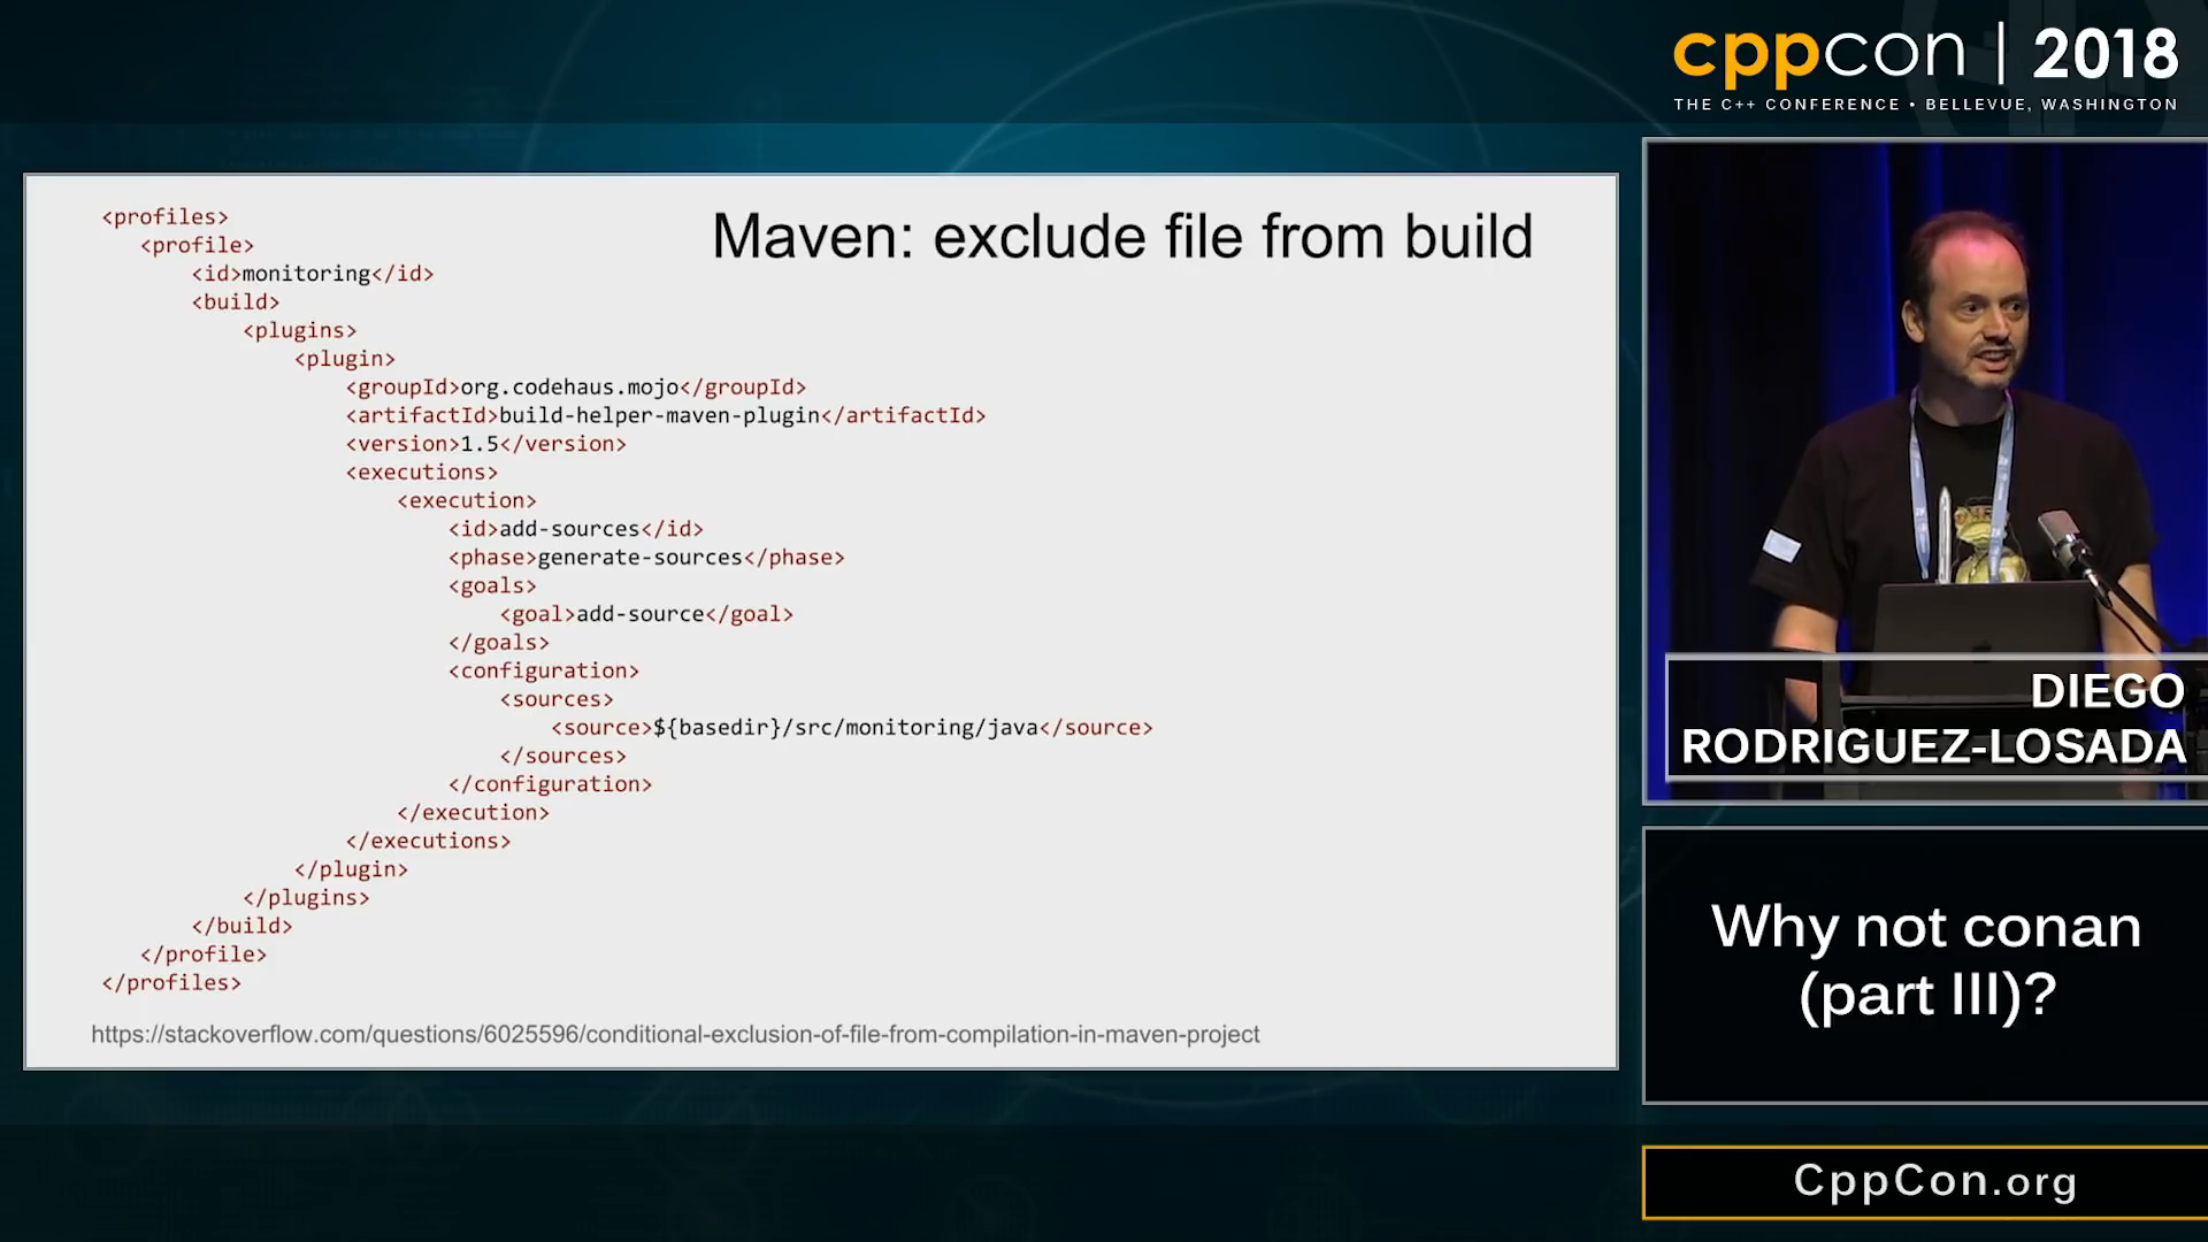 cppcon | 2018
THE C++ CONFERENCE • BELLEVUE, WASHINGTON
Maven: exclude file from build
<profiles>
<profile>
<id>monitoring</id>
<build>
<plugins>
<plugin>
<groupId>org.codehaus.mojo</groupId>
<artifactId>build-helper-maven-plugin</artifactId>
<version>1.5</version>
<executions>
<execution>
<id>add-sources</id>
<phase>generate-sources</phase>
<goals>
<goal>add-source</goal>
</goals>
<configuration>
<sources>
<source>${basedir}/src/monitoring/java</source>
</sources>
</configuration>
</execution>
</executions>
</plugin>
</plugins>
</build>
</profile>
</profiles>
https://stackoverflow.com/questions/6025596/conditional-exclusion-of-file-from-compilation-in-maven-project
DIEGO
RODRIGUEZ-LOSADA
Why not conan
(part III)?
CppCon.org